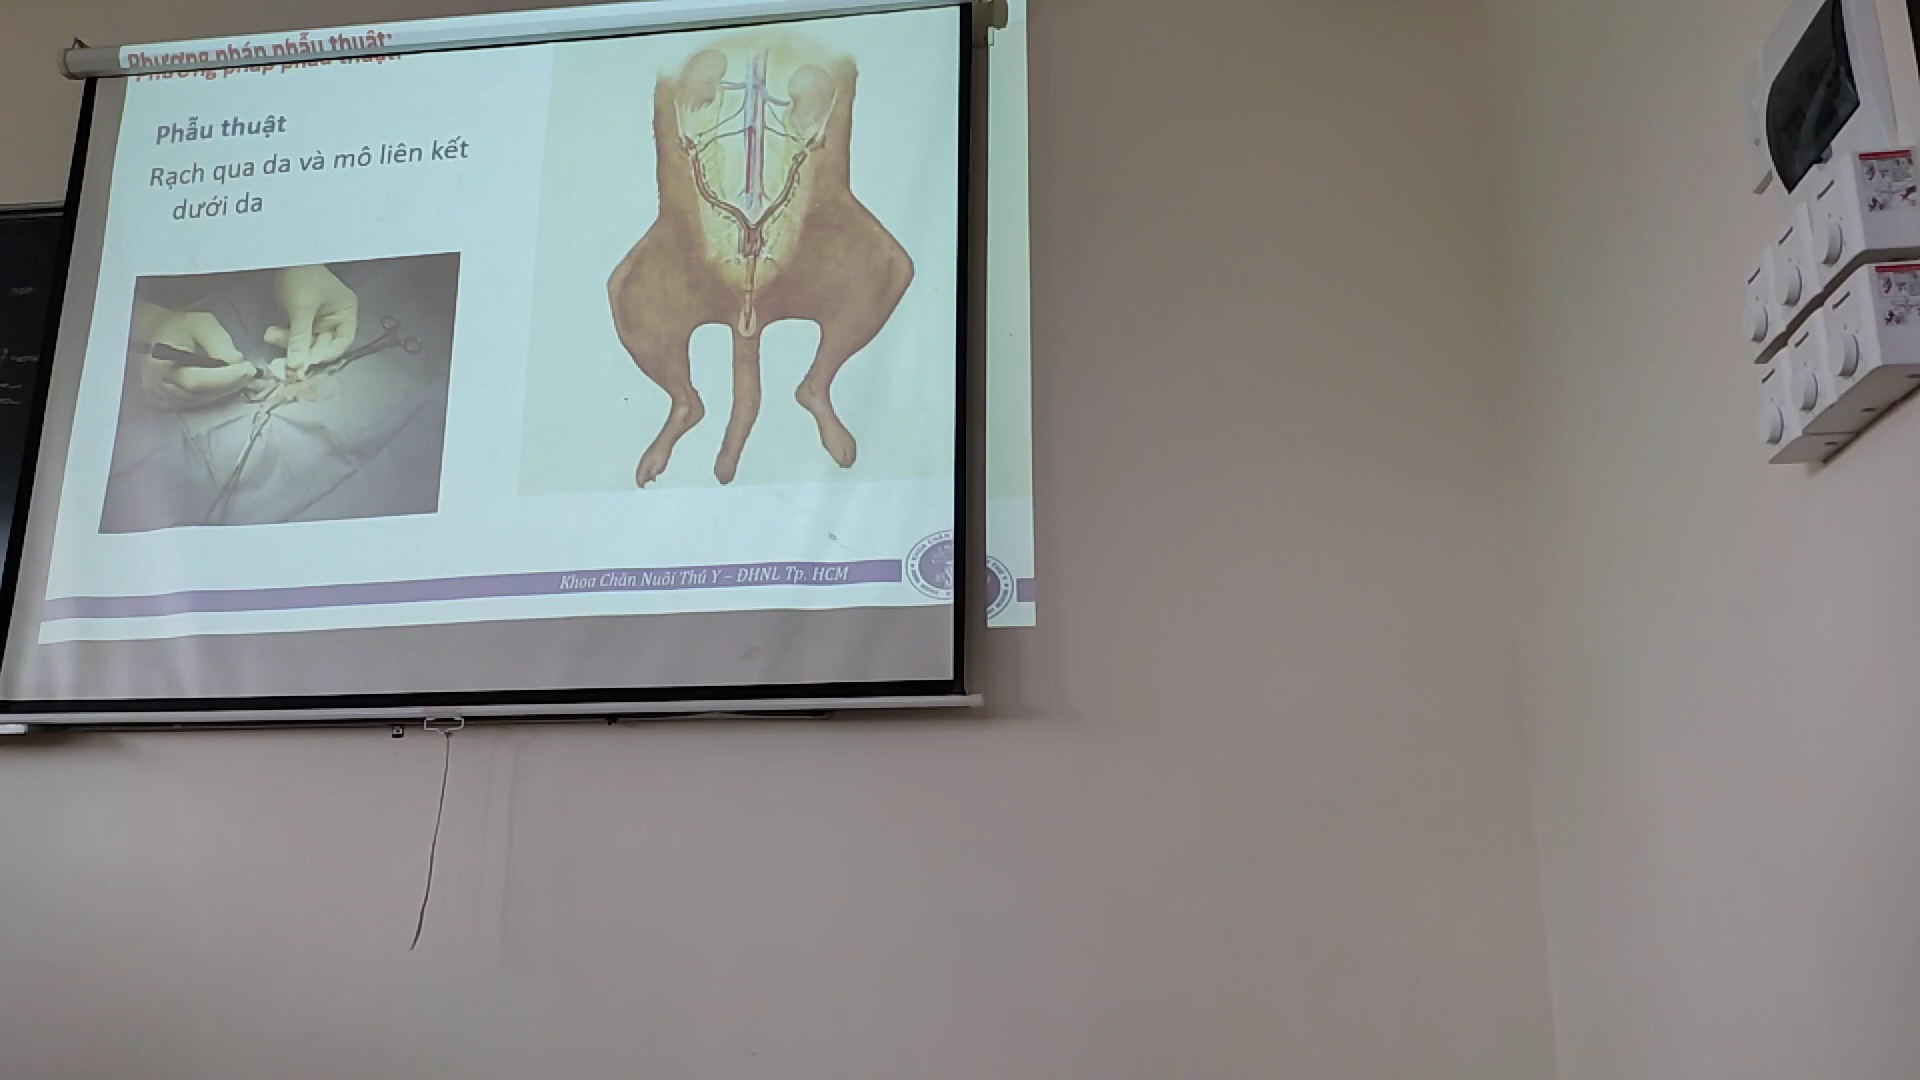 Phương pháp phẫu thuật:
Phẫu thuật
Rạch qua da và mô liên kết
dưới da
Khoa Chăn Nuôi Thú Y – ĐHNL Tp. HCM